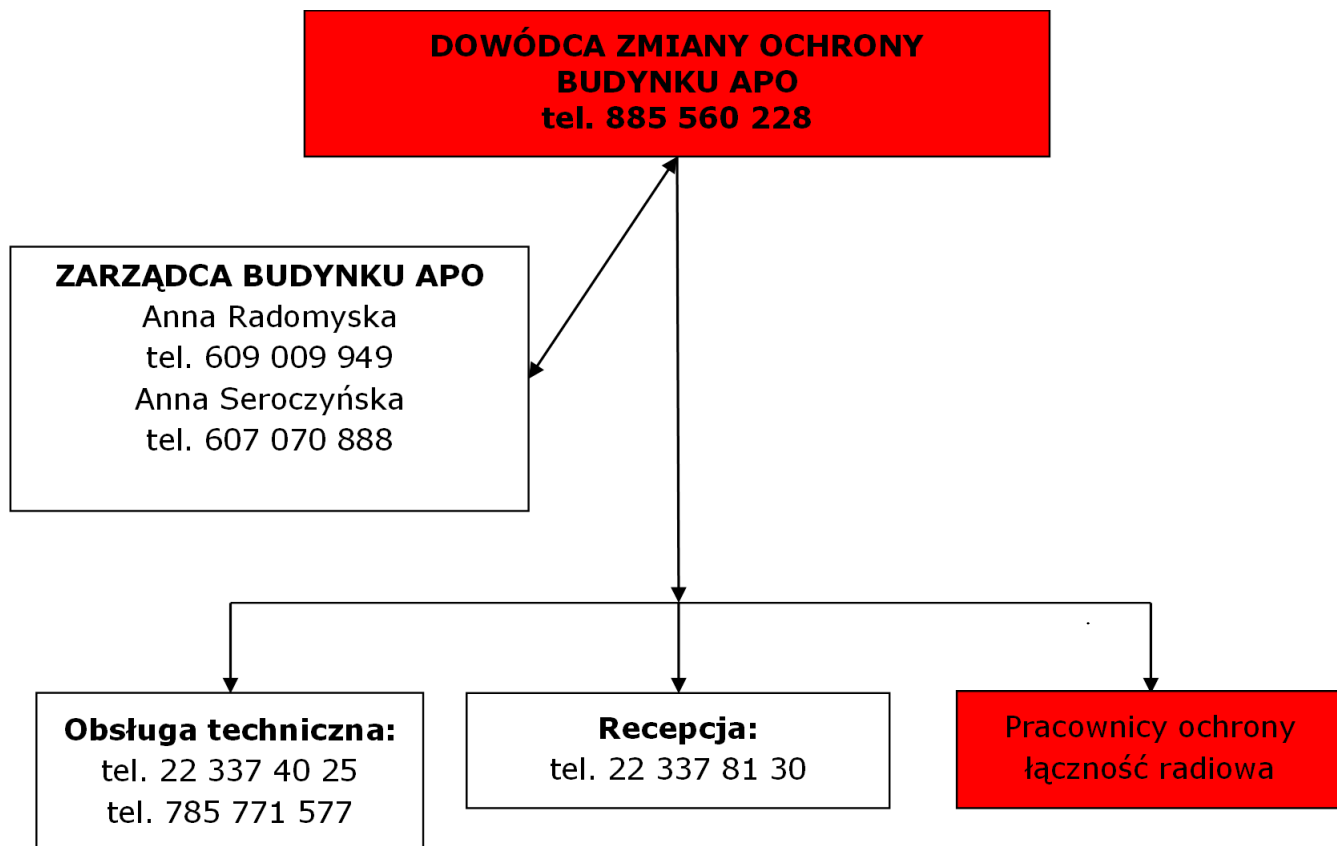 DOWÓDCA ZMIANY OCHRONY
BUDYNKU APO
tel. 885 560 228
ZARZĄDCA BUDYNKU APO
Anna Radomyska
tel. 609 009 949
Anna Seroczyńska
tel. 607 070 888
Obsługa techniczna:
tel. 22 337 40 25
tel. 785 771 577
Recepcja:
tel. 22 337 81 30
Pracownicy ochrony
łączność radiowa